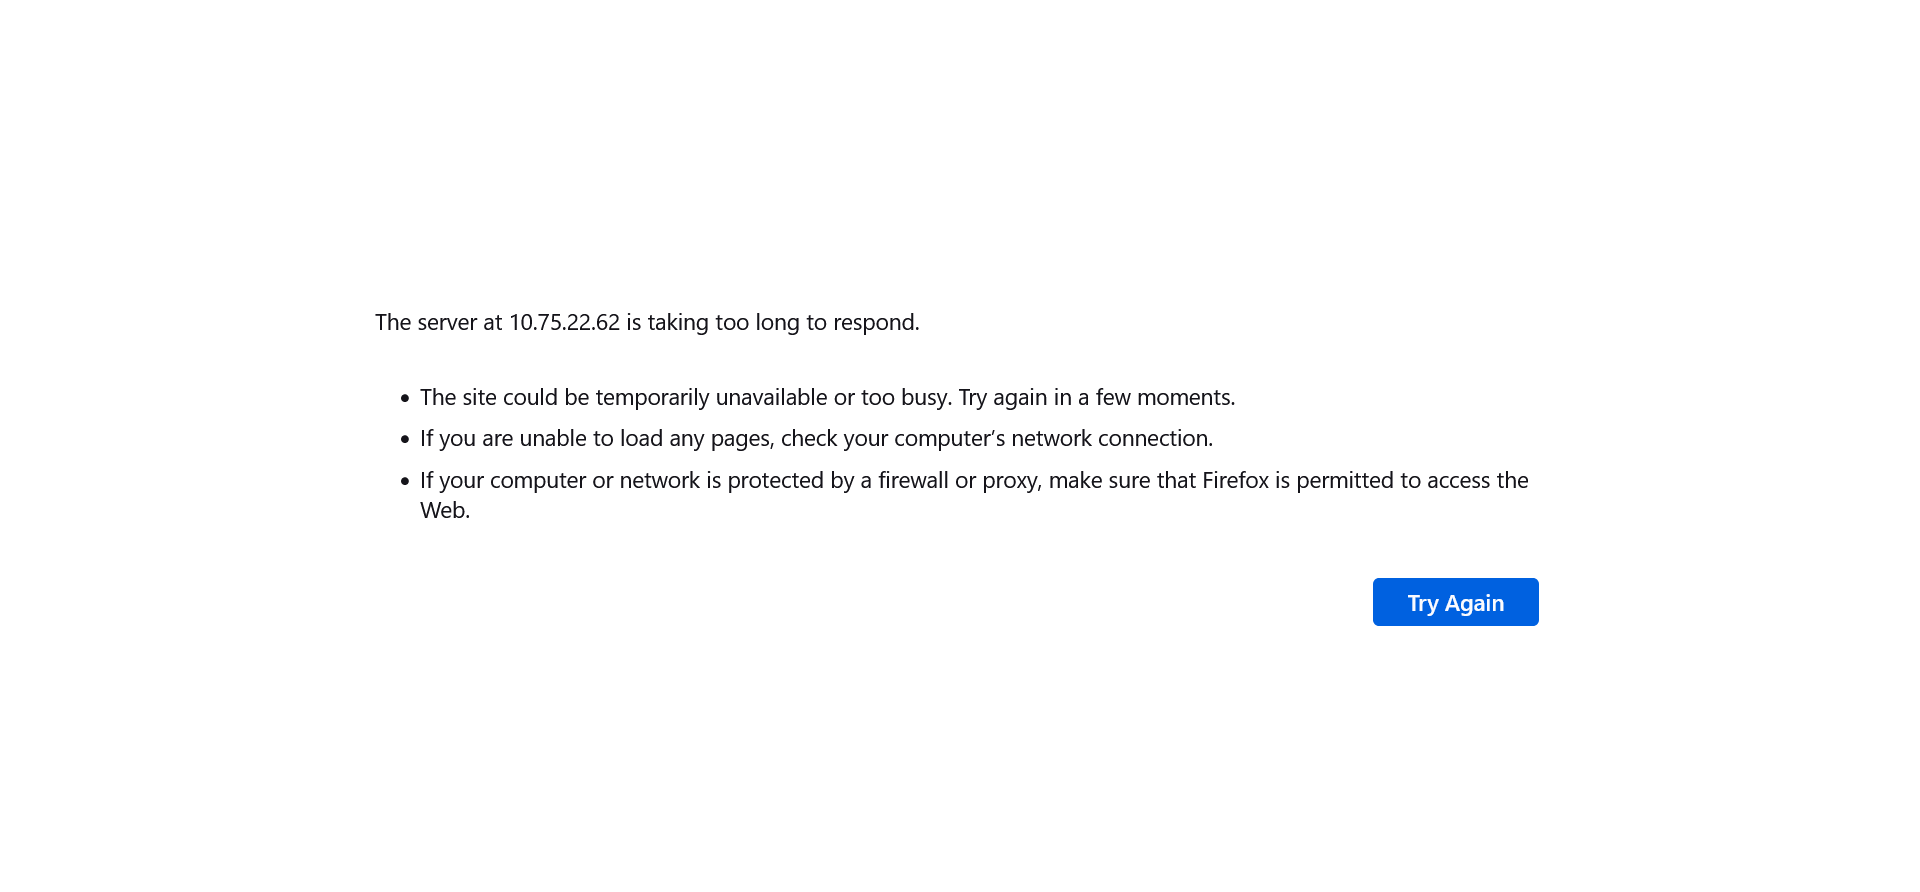 The server at 10.75.22.62 is taking too long to respond.
• The site could be temporarily unavailable or too busy. Try again in a few moments.
• If you are unable to load any pages, check your computer’s network connection.
• If your computer or network is protected by a firewall or proxy, make sure that Firefox is permitted to access the
Web.
Try Again